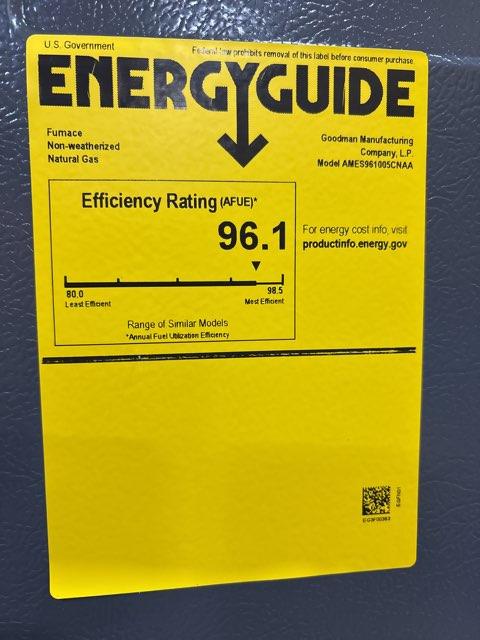 U.S. Government
Federal law prohibits removal of this label before consumer purchase.
ENERGYGUIDE
Furnace
Non-weatherized
Natural Gas
Goodman Manufacturing
Company, L.P.
Model AMES961005CNAA
Efficiency Rating (AFUE)*
96.1
80.0
Least Efficient
98.5
Most Efficient
Range of Similar Models
*Annual Fuel Utilization Efficiency
For energy cost info, visit
productinfo.energy.gov